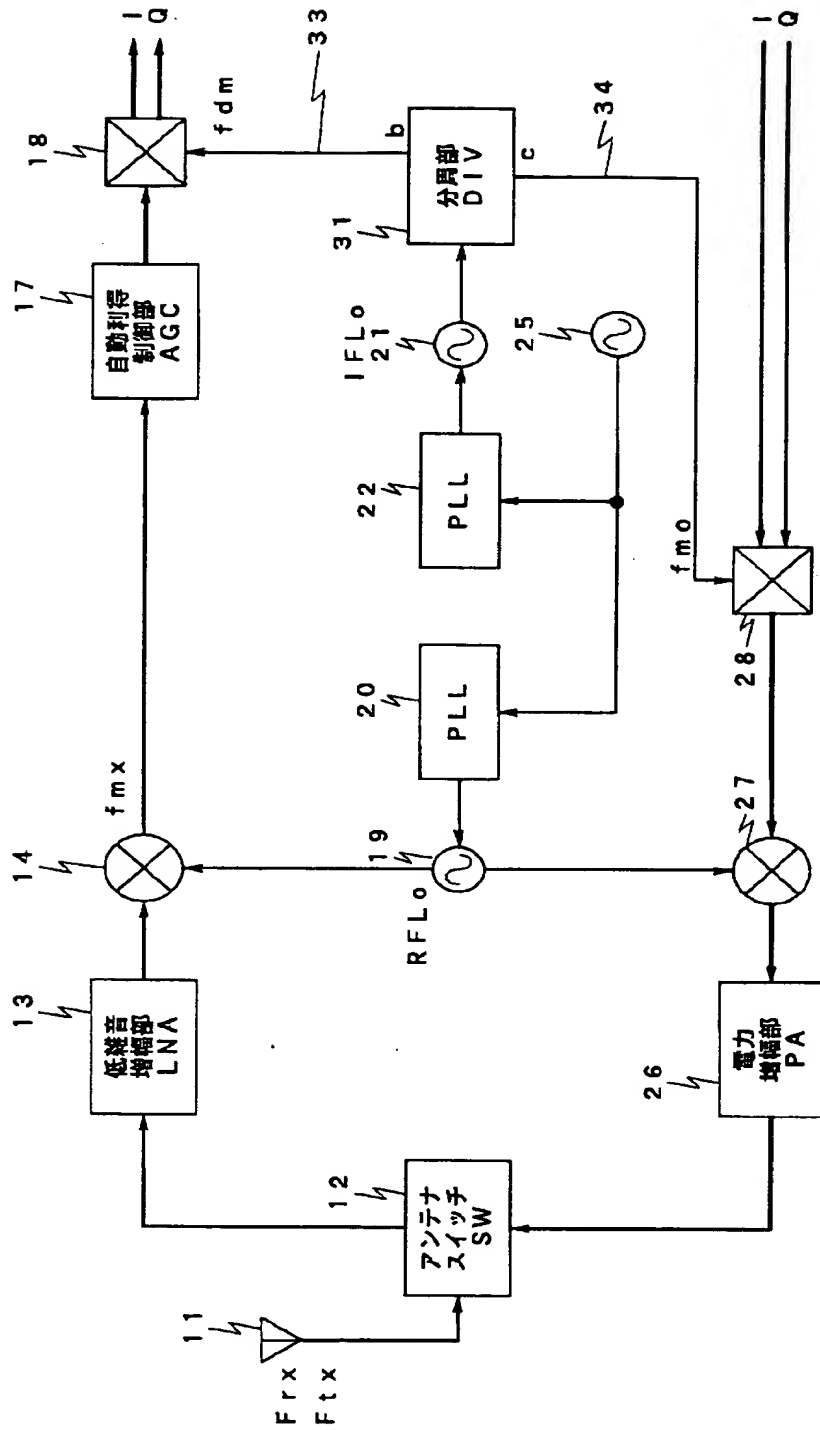 13
14
17
18
低雑音
増幅部
LNA
fmx
自動利得
制御部
AGC
I
Q
fdm
33
11
Frx
Ftx
12
アンテナ
スイッチ
SW
19
RFLo
20
PLL
22
PLL
IFLo
21
31
b
分周部
DIV
c
25
34
fmo
26
電力
増幅部
PA
27
28
I
Q